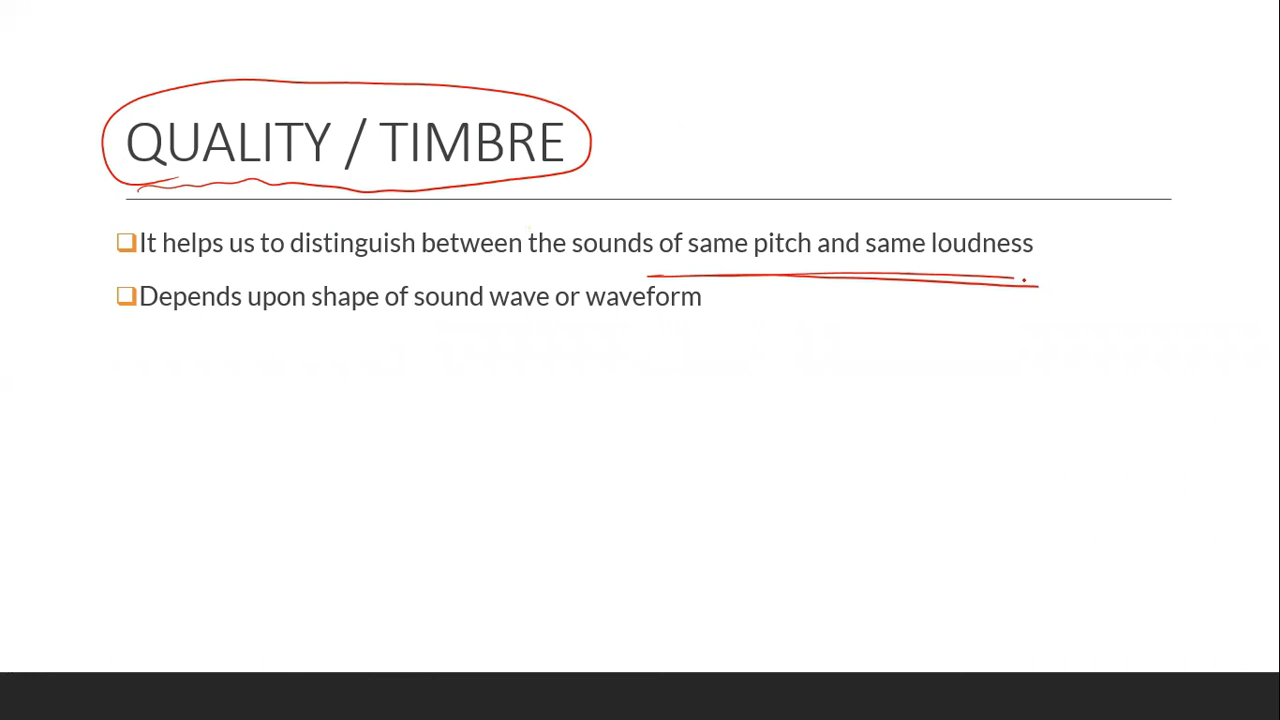 QUALITY / TIMBRE
It helps us to distinguish between the sounds of same pitch and same loudness
Depends upon shape of sound wave or waveform